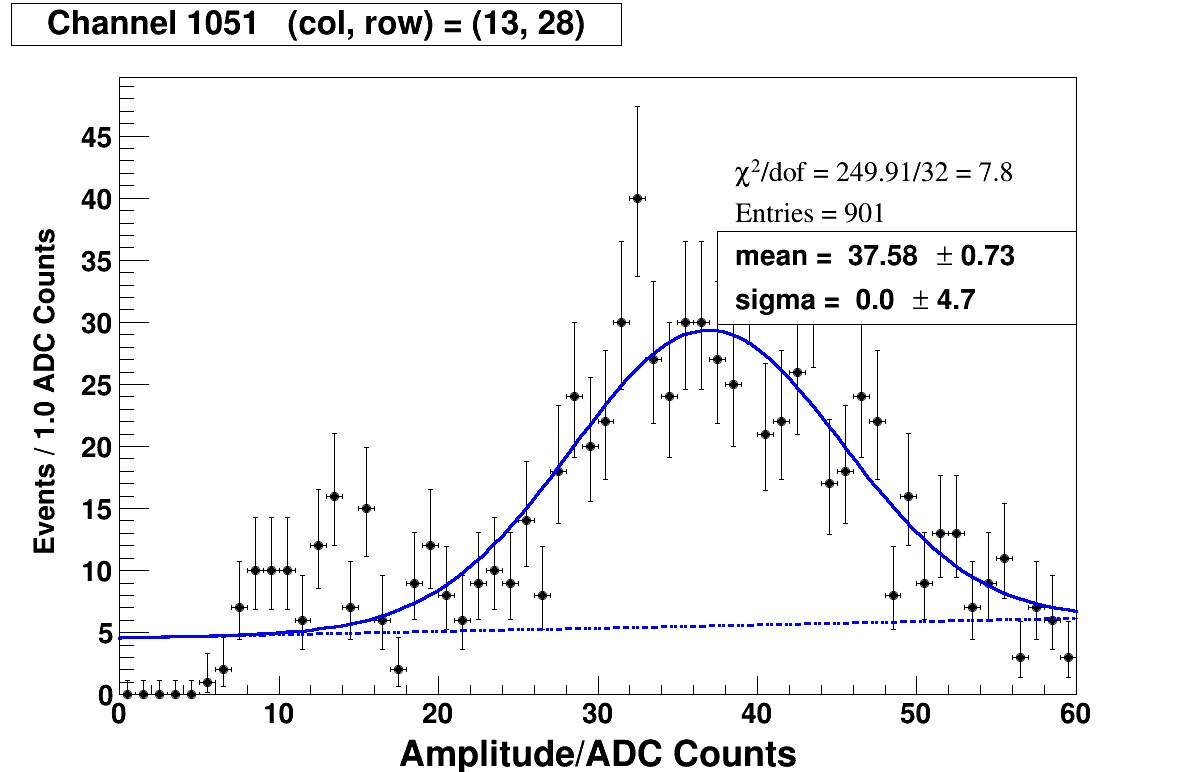 Channel 1051 (col, row) = (13, 28)
χ²/dof = 249.91/32 = 7.8
Entries = 901
mean = 37.58 ± 0.73
sigma = 0.0 ± 4.7
Events / 1.0 ADC Counts
45
40
35
30
25
20
15
10
5
0
0 10 20 30 40 50 60
Amplitude/ADC Counts